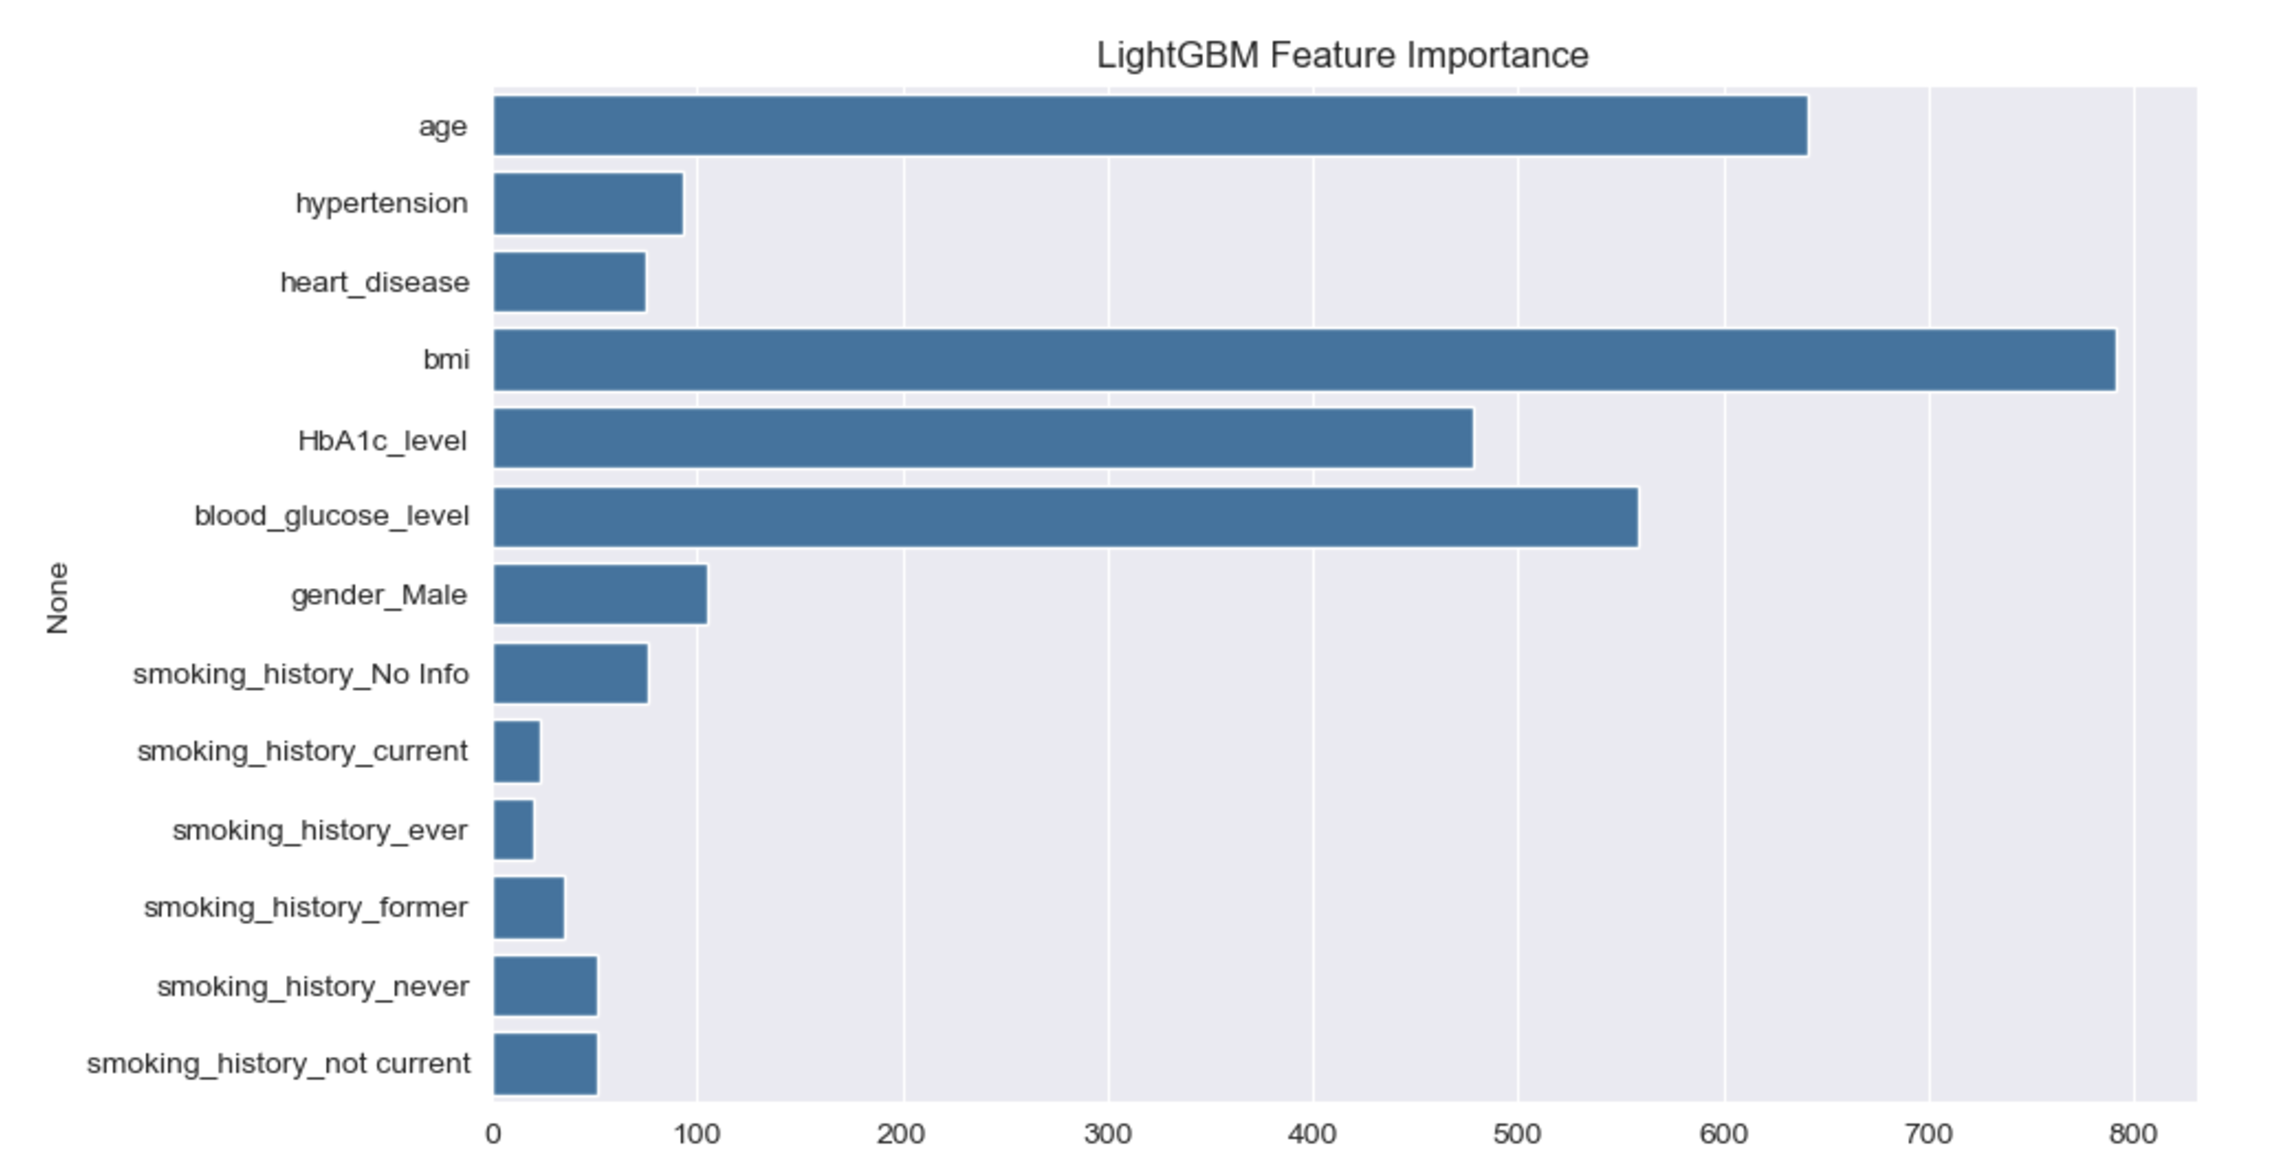 LightGBM Feature Importance
age
hypertension
heart_disease
bmi
HbA1c_level
blood_glucose_level
None
gender_Male
smoking_history_No Info
smoking_history_current
smoking_history_ever
smoking_history_former
smoking_history_never
smoking_history_not current
0 100 200 300 400 500 600 700 800